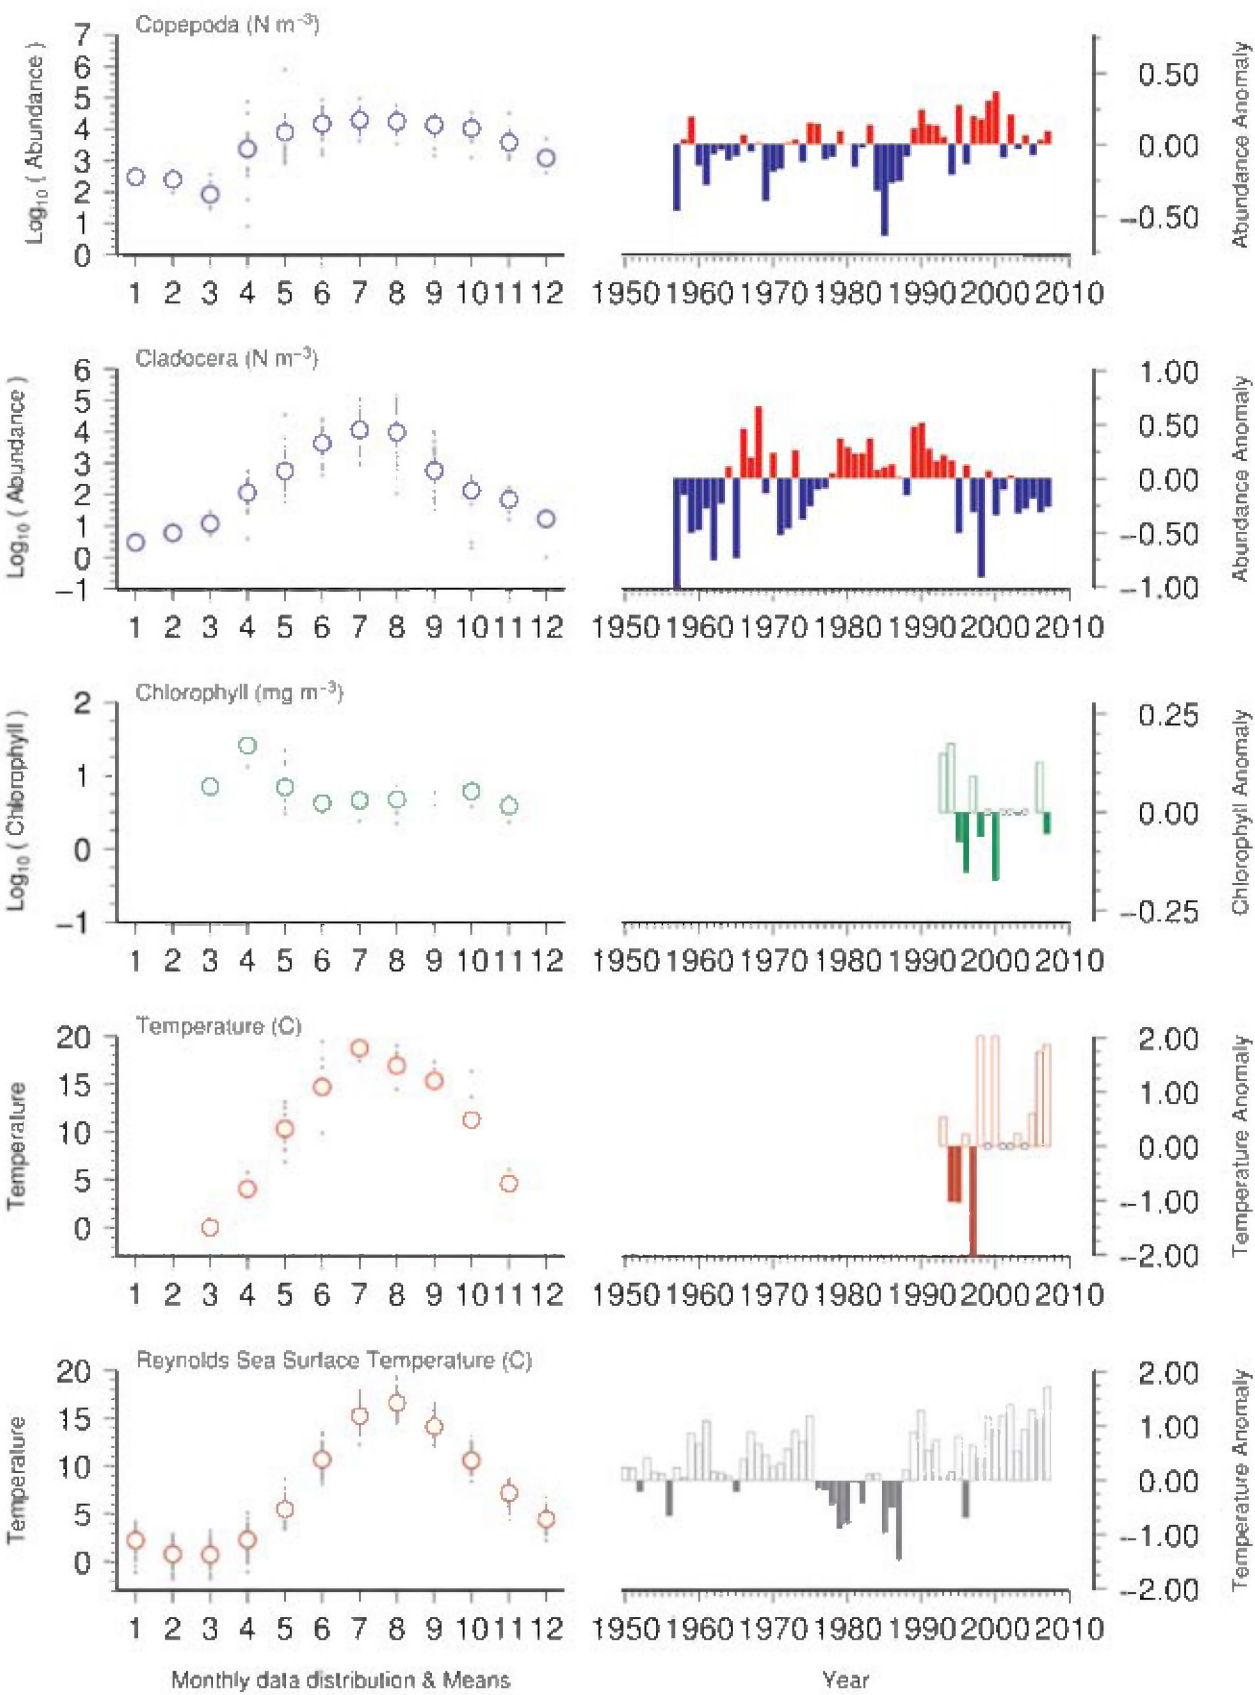 Copepoda (N m⁻³)
Log₁₀ ( Abundance )
7
6
5
4
3
2
1
0
1 2 3 4 5 6 7 8 9 10 11 12
0.50
0.00
−0.50
Abundance Anomaly
1950 1960 1970 1980 1990 2000 2010
Cladocera (N m⁻³)
Log₁₀ ( Abundance )
6
5
4
3
2
1
0
−1
1 2 3 4 5 6 7 8 9 10 11 12
1.00
0.50
0.00
−0.50
−1.00
Abundance Anomaly
1950 1960 1970 1980 1990 2000 2010
Chlorophyll (mg m⁻³)
Log₁₀ ( Chlorophyll )
2
1
0
−1
1 2 3 4 5 6 7 8 9 10 11 12
0.25
0.00
−0.25
Chlorophyll Anomaly
1950 1960 1970 1980 1990 2000 2010
Temperature (C)
Temperature
20
15
10
5
0
1 2 3 4 5 6 7 8 9 10 11 12
2.00
1.00
0.00
−1.00
−2.00
Temperature Anomaly
1950 1960 1970 1980 1990 2000 2010
Reynolds Sea Surface Temperature (C)
Temperature
20
15
10
5
0
1 2 3 4 5 6 7 8 9 10 11 12
2.00
1.00
0.00
−1.00
−2.00
Temperature Anomaly
1950 1960 1970 1980 1990 2000 2010
Monthly data distribution & Means
Year